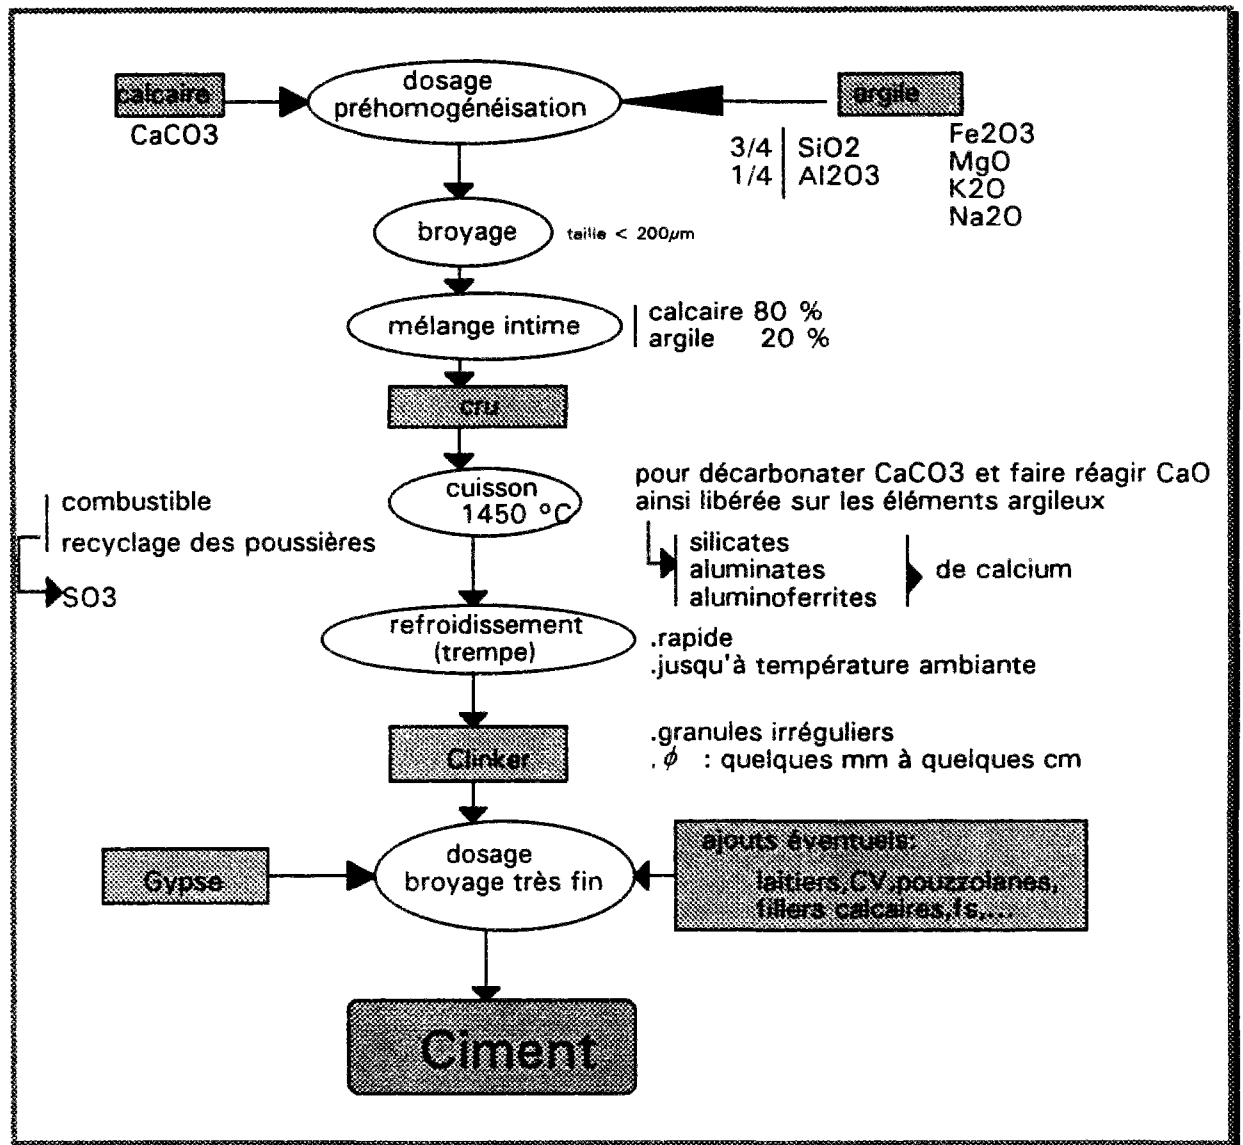 calcaire
CaCO3
dosage
préhomogénéisation
argile
3/4 SiO2
1/4 Al2O3
Fe2O3
MgO
K2O
Na2O
broyage
taille < 200µm
mélange intime
calcaire 80 %
argile 20 %
cru
cuisson
1450 °C
pour décarbonater CaCO3 et faire réagir CaO
ainsi libérée sur les éléments argileux
combustible
recyclage des poussières
SO3
silicates
aluminates
aluminoferrites
de calcium
refroidissement
(trempe)
.rapide
.jusqu'à température ambiante
Clinker
.granules irréguliers
. ϕ : quelques mm à quelques cm
Gypse
dosage
broyage très fin
ajouts éventuels:
laitiers,CV.pouzzolanes,
fillers calcaires,fs,...
Ciment